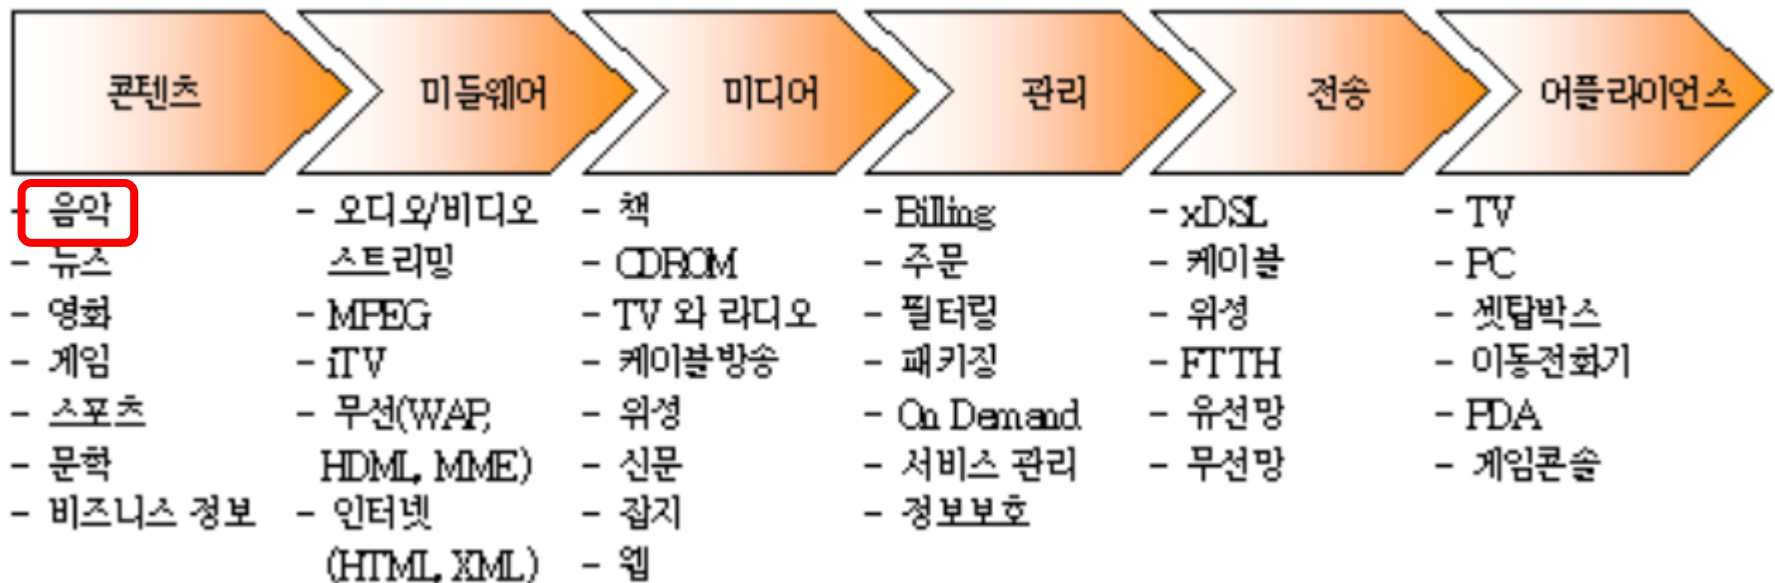 콘텐츠
미들웨어
미디어
관리
전송
어플라이언스
- 음악
- 뉴스
- 영화
- 게임
- 스포츠
- 문학
- 비즈니스 정보
- 오디오/비디오
스트리밍
- MPEG
- iTV
- 무선(WAP,
HDML, MME)
- 인터넷
(HTML, XML)
- 책
- CDROM
- TV 와 라디오
- 케이블방송
- 위성
- 신문
- 잡지
- 웹
- Billing
- 주문
- 필터링
- 패키징
- On Demand
- 서비스 관리
- 정보보호
- xDSL
- 케이블
- 위성
- FTTH
- 유선망
- 무선망
- TV
- PC
- 셋탑박스
- 이동전화기
- PDA
- 게임콘솔